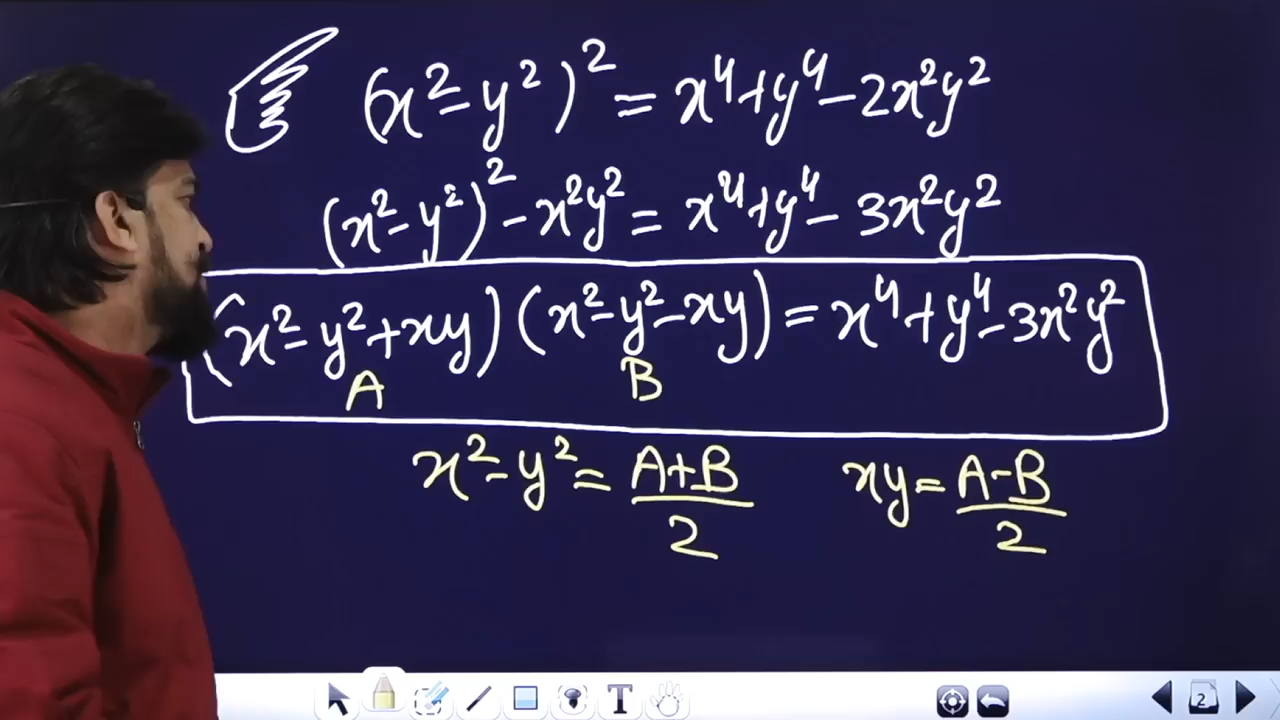 (x²-y²)² = x⁴+y⁴-2x²y²
(x²-y²)²-x²y² = x⁴+y⁴-3x²y²
(x²-y²+xy)(x²-y²-xy) = x⁴+y⁴-3x²y²
A B
x²-y² = (A+B)/2 xy = (A-B)/2
T
2